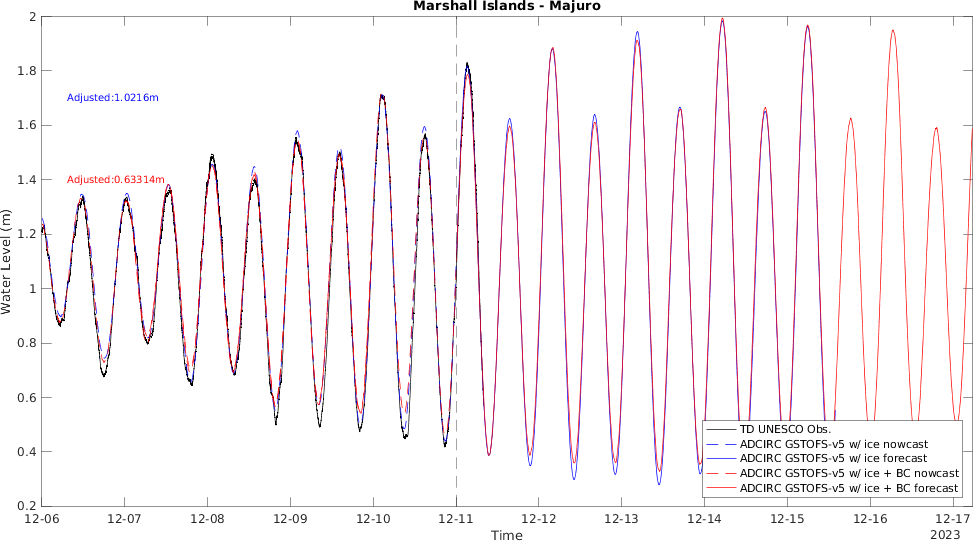 Marshall Islands - Majuro
2
1.8
1.6
1.4
1.2
1
0.8
0.6
0.4
0.2
Water Level (m)
Adjusted:1.0216m
Adjusted:0.63314m
TD UNESCO Obs.
ADCIRC GSTOFS-v5 w/ ice nowcast
ADCIRC GSTOFS-v5 w/ ice forecast
ADCIRC GSTOFS-v5 w/ ice + BC nowcast
ADCIRC GSTOFS-v5 w/ ice + BC forecast
12-06 12-07 12-08 12-09 12-10 12-11 12-12 12-13 12-14 12-15 12-16 12-17
Time
2023